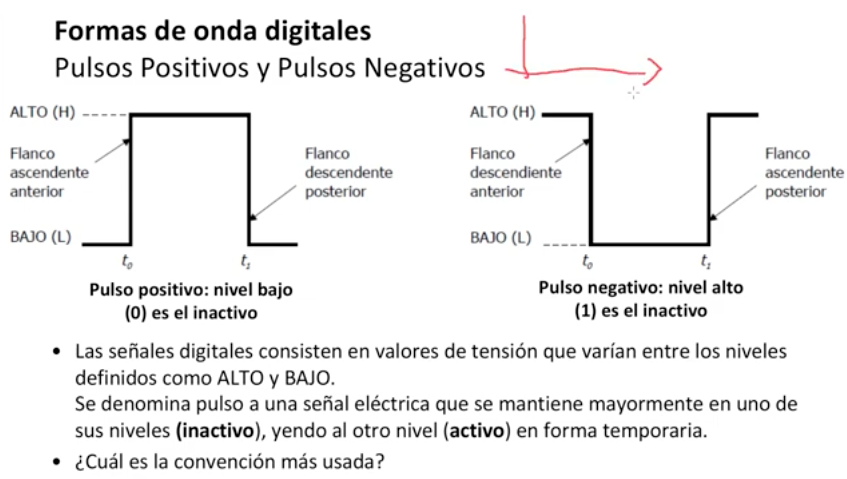 Formas de onda digitales
Pulsos Positivos y Pulsos Negativos
ALTO (H)
Flanco
ascendente
anterior
Flanco
descendente
posterior
BAJO (L)
t0
t1
Pulso positivo: nivel bajo
(0) es el inactivo
ALTO (H)
Flanco
descendiente
anterior
Flanco
ascendente
posterior
BAJO (L)
t0
t1
Pulso negativo: nivel alto
(1) es el inactivo
• Las señales digitales consisten en valores de tensión que varían entre los niveles
definidos como ALTO y BAJO.
Se denomina pulso a una señal eléctrica que se mantiene mayormente en uno de
sus niveles (inactivo), yendo al otro nivel (activo) en forma temporaria.
• ¿Cuál es la convención más usada?